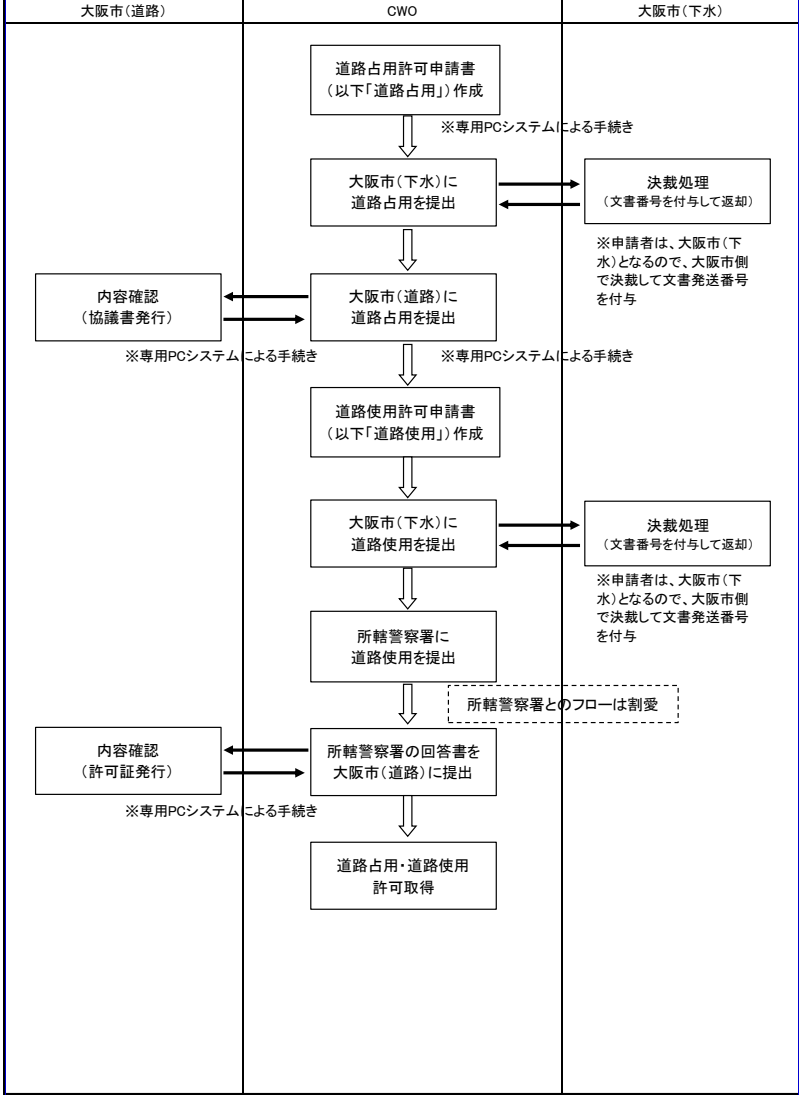 大阪市(道路)
CWO
大阪市(下水)
道路占用許可申請書
(以下「道路占用」)作成
※専用PCシステムによる手続き
大阪市(下水)に
道路占用を提出
決裁処理
(文書番号を付与して返却)
※申請者は、大阪市(下
水)となるので、大阪市側
で決裁して文書発送番号
を付与
内容確認
(協議書発行)
大阪市(道路)に
道路占用を提出
※専用PCシステムによる手続き
※専用PCシステムによる手続き
道路使用許可申請書
(以下「道路使用」)作成
大阪市(下水)に
道路使用を提出
決裁処理
(文書番号を付与して返却)
※申請者は、大阪市(下
水)となるので、大阪市側
で決裁して文書発送番号
を付与
所轄警察署に
道路使用を提出
所轄警察署とのフローは割愛
内容確認
(許可証発行)
所轄警察署の回答書を
大阪市(道路)に提出
※専用PCシステムによる手続き
道路占用・道路使用
許可取得